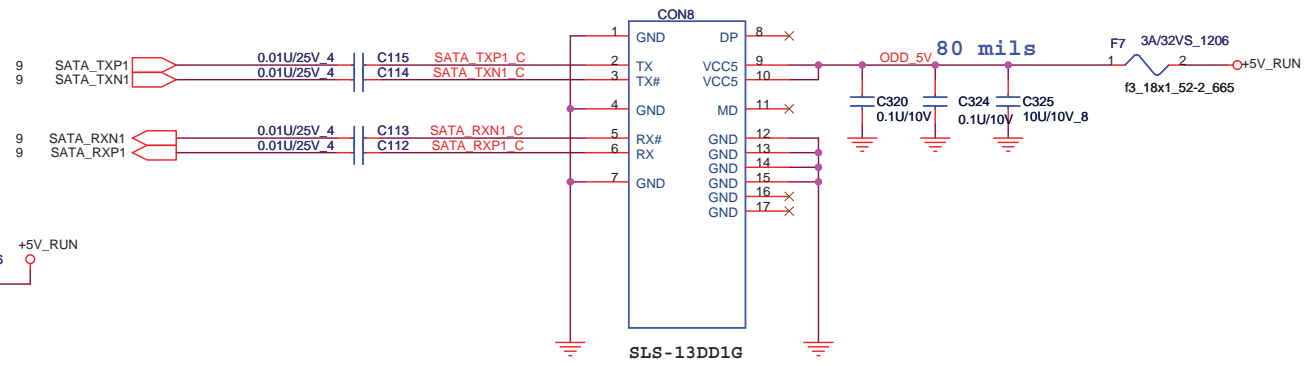 CON8
1 GND DP 8
9 SATA_TXP1 0.01U/25V_4 C115 SATA_TXP1_C 2 TX VCC5 9 ODD_5V 80 mils F7 3A/32VS_1206
9 SATA_TXN1 0.01U/25V_4 C114 SATA_TXN1_C 3 TX# VCC5 10 1 2 +5V_RUN
f3_18x1_52-2_665
4 GND MD 11 C320 C324 C325
0.1U/10V 0.1U/10V 10U/10V_8
9 SATA_RXN1 0.01U/25V_4 C113 SATA_RXN1_C 5 RX# GND 12
9 SATA_RXP1 0.01U/25V_4 C112 SATA_RXP1_C 6 RX GND 13
GND 14
7 GND GND 15
GND 16
GND 17
+5V_RUN
6
SLS-13DD1G